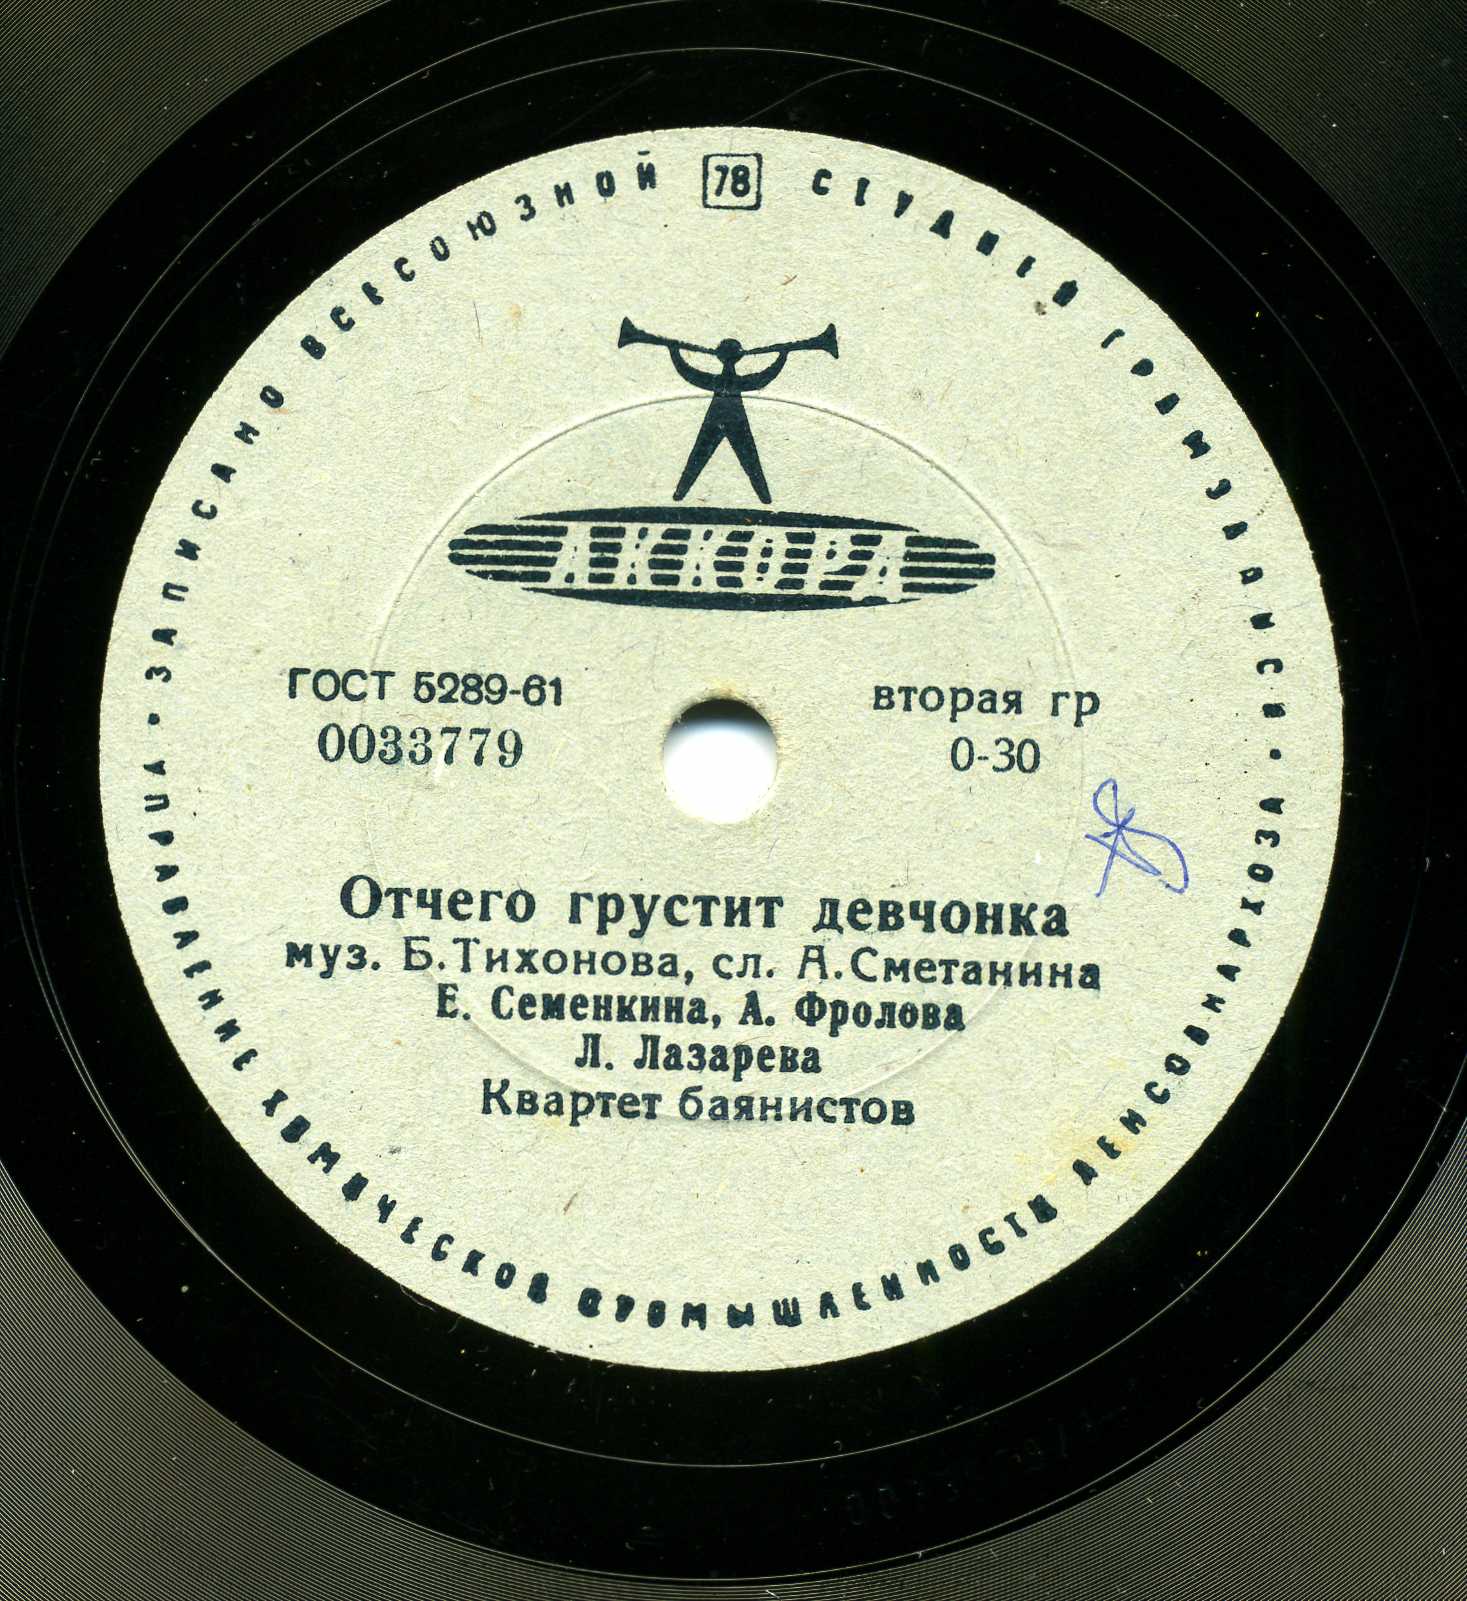 ЗАПИСАНО ВСЕСОЮЗНОЙ 78 СТУДИЕЙ ГРАМЗАПИСИ
АККОРД
ГОСТ 5289-61
0033779
вторая гр
0-30
Отчего грустит девчонка
муз. Б.Тихонова, сл. А.Сметанина
Е. Семенкина, А. Фролова
Л. Лазарева
Квартет баянистов
УПРАВЛЕНИЕ ХИМИЧЕСКОЙ ПРОМЫШЛЕННОСТИ ЛЕНСОВНАРХОЗА